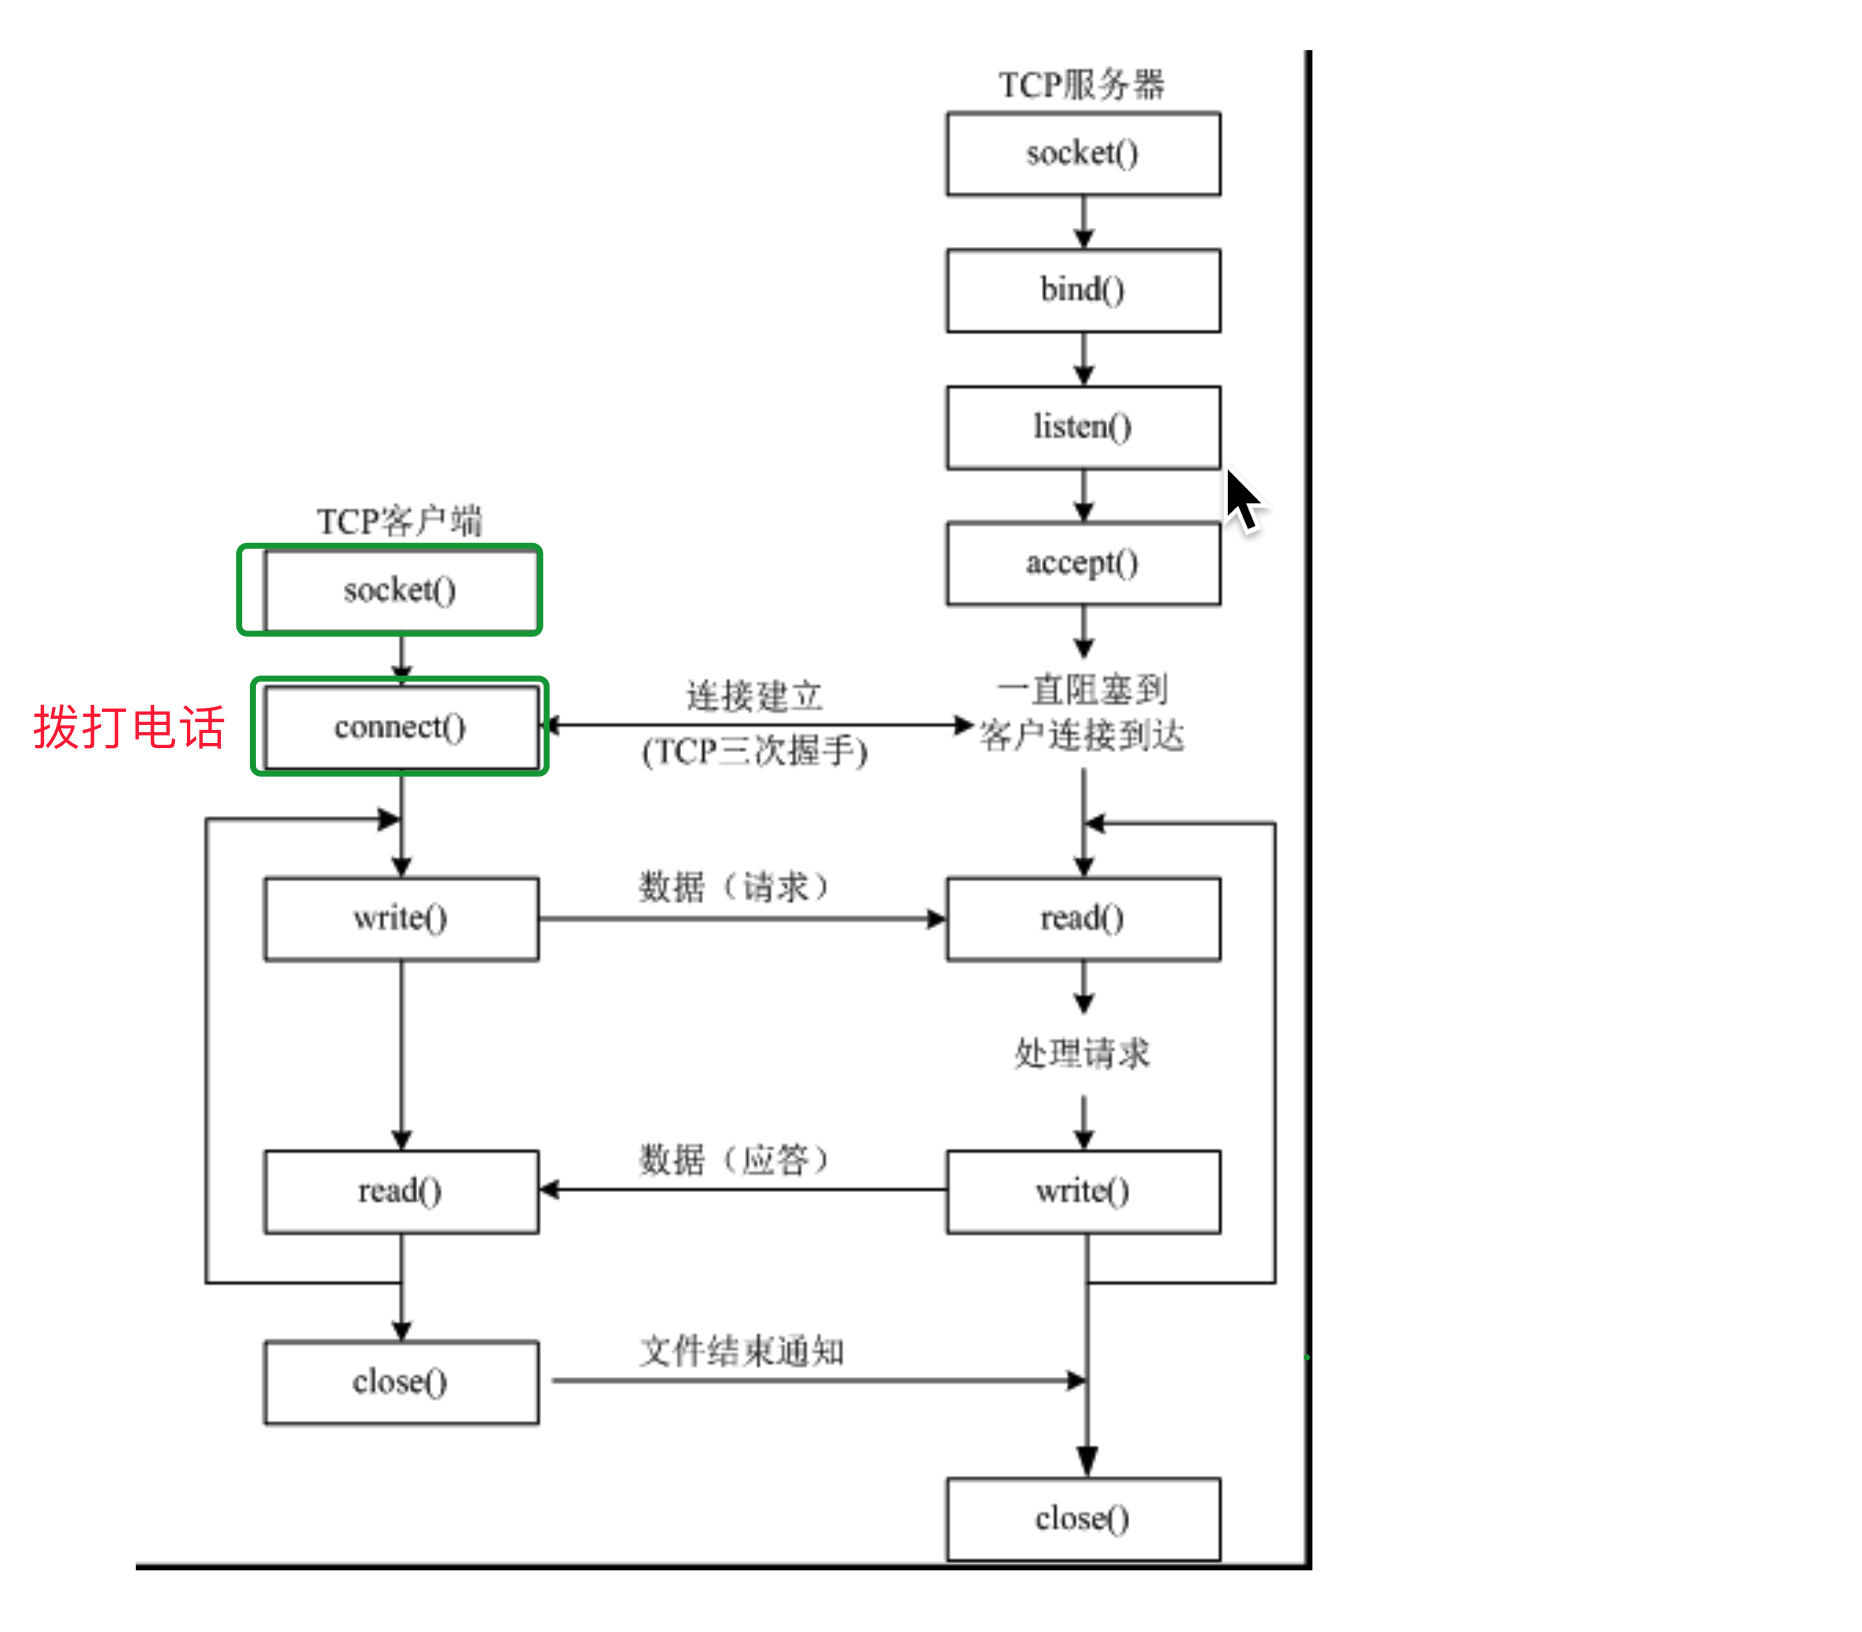 TCP服务器
socket()
bind()
listen()
TCP客户端
accept()
socket()
连接建立
一直阻塞到
拨打电话
connect()
(TCP三次握手)
客户连接到达
数据（请求）
write()
read()
处理请求
数据（应答）
read()
write()
文件结束通知
close()
close()